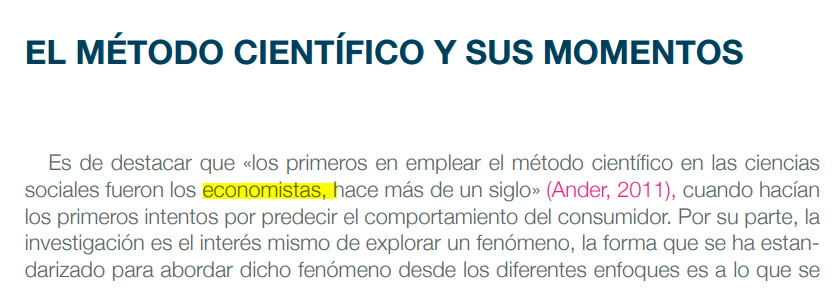 EL MÉTODO CIENTÍFICO Y SUS MOMENTOS
Es de destacar que «los primeros en emplear el método científico en las ciencias
sociales fueron los economistas, hace más de un siglo» (Ander, 2011), cuando hacían
los primeros intentos por predecir el comportamiento del consumidor. Por su parte, la
investigación es el interés mismo de explorar un fenómeno, la forma que se ha estan-
darizado para abordar dicho fenómeno desde los diferentes enfoques es a lo que se